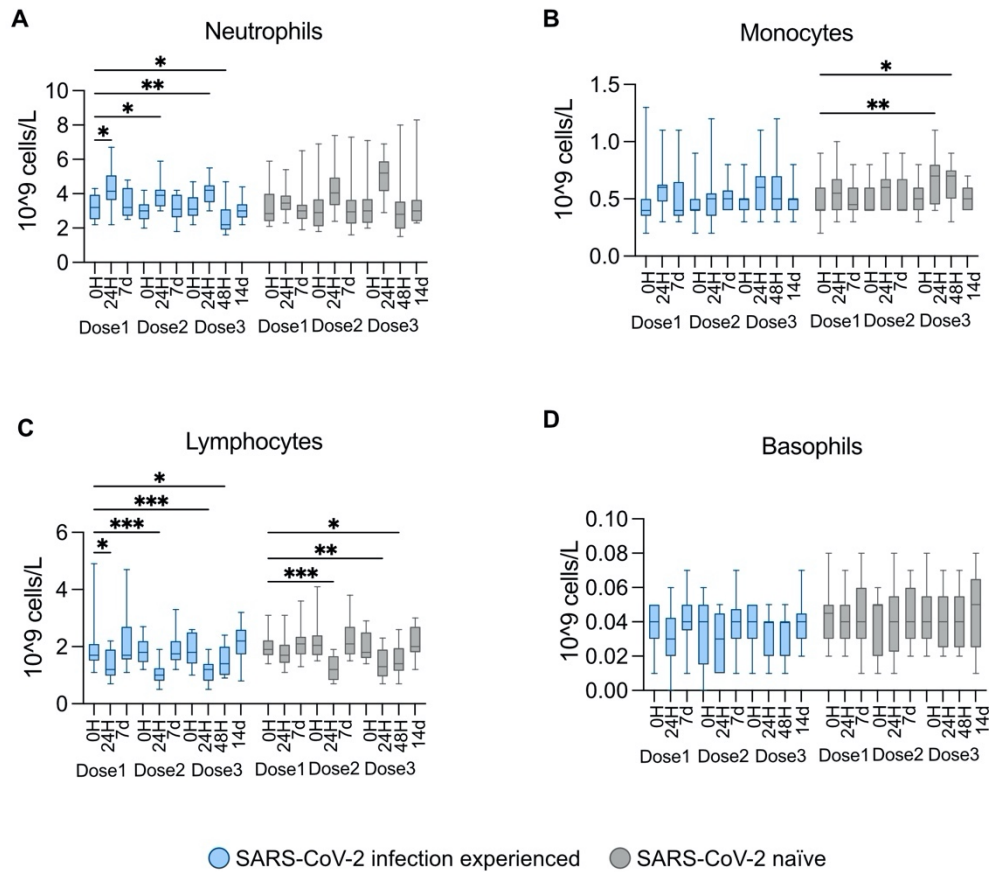 A
Neutrophils
* 
**
*
*
10^9 cells/L
10
8
6
4
2
0
0H 24H 7d 0H 24H 7d 0H 24H 48H 14d 0H 24H 7d 0H 24H 7d 0H 24H 48H 14d
Dose1 Dose2 Dose3 Dose1 Dose2 Dose3
B
Monocytes
*
**
10^9 cells/L
1.5
1.0
0.5
0.0
0H 24H 7d 0H 24H 7d 0H 24H 48H 14d 0H 24H 7d 0H 24H 7d 0H 24H 48H 14d
Dose1 Dose2 Dose3 Dose1 Dose2 Dose3
C
Lymphocytes
*
***
***
*
*
**
***
10^9 cells/L
6
4
2
0
0H 24H 7d 0H 24H 7d 0H 24H 48H 14d 0H 24H 7d 0H 24H 7d 0H 24H 48H 14d
Dose1 Dose2 Dose3 Dose1 Dose2 Dose3
D
Basophils
10^9 cells/L
0.10
0.08
0.06
0.04
0.02
0.00
0H 24H 7d 0H 24H 7d 0H 24H 48H 14d 0H 24H 7d 0H 24H 7d 0H 24H 48H 14d
Dose1 Dose2 Dose3 Dose1 Dose2 Dose3
SARS-CoV-2 infection experienced SARS-CoV-2 naïve